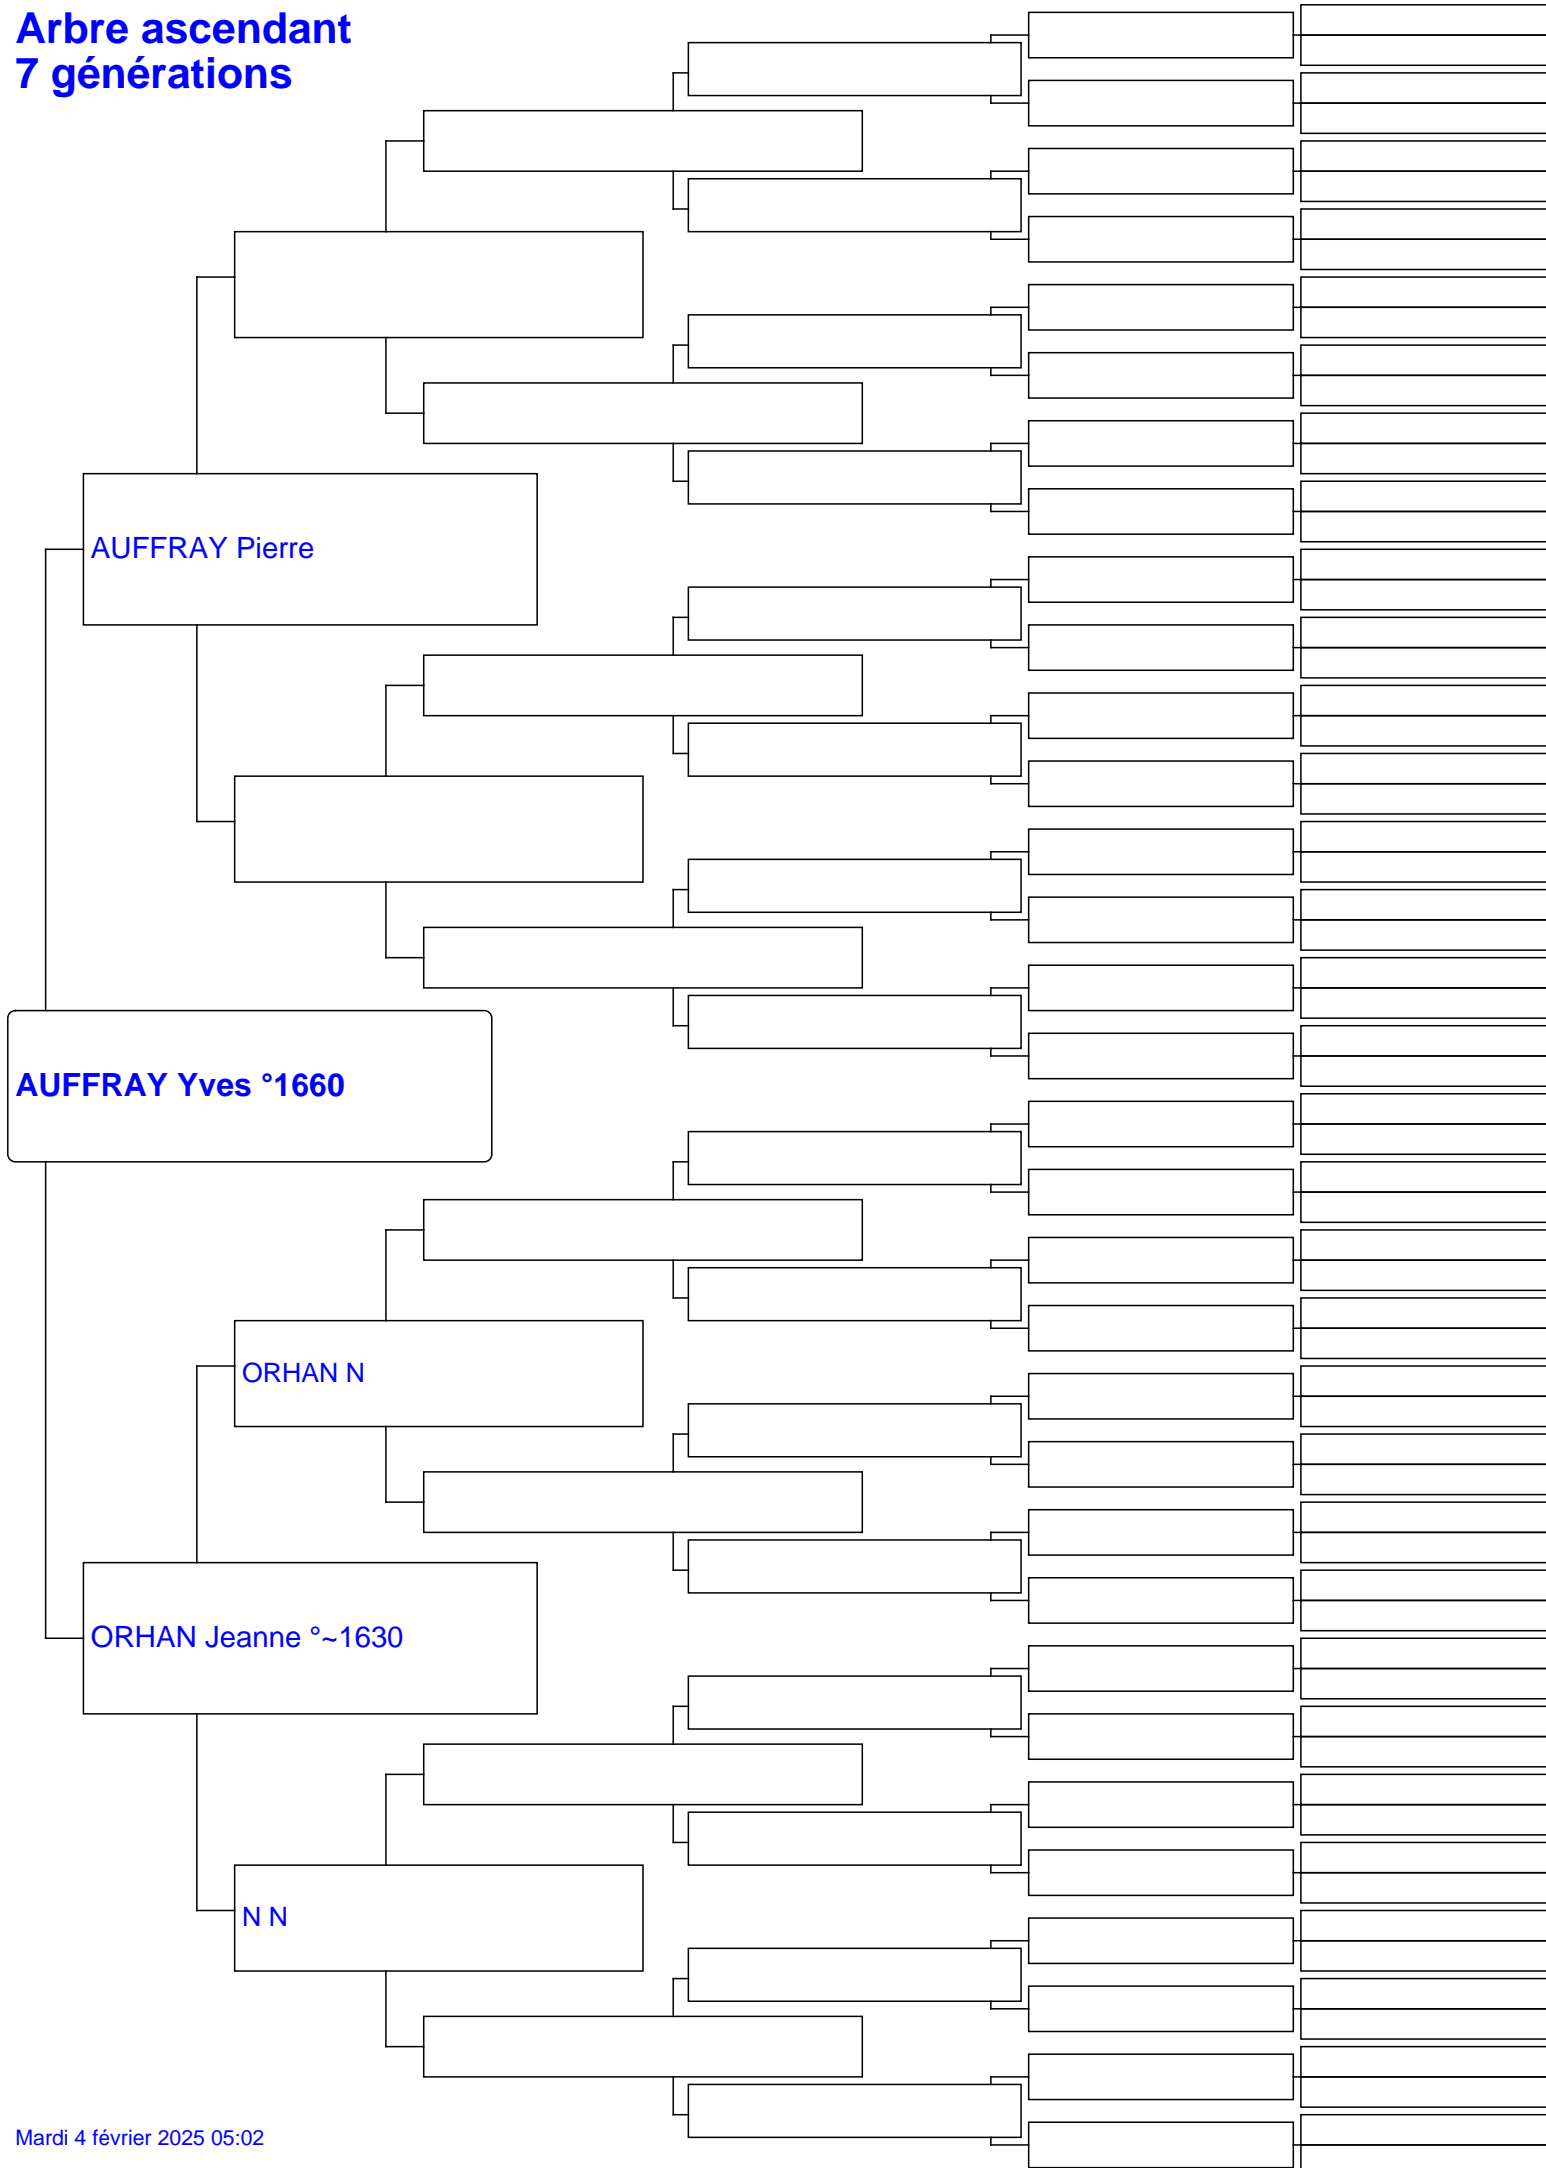 Arbre ascendant
7 générations
AUFFRAY Pierre
AUFFRAY Yves °1660
ORHAN N
ORHAN Jeanne °~1630
N N
Mardi 4 février 2025 05:02